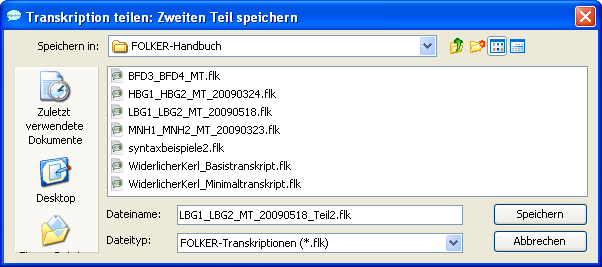 Transkription teilen: Zweiten Teil speichern
Speichern in: FOLKER-Handbuch
Zuletzt
verwendete
Dokumente
Desktop
BFD3_BFD4_MT.flk
HBG1_HBG2_MT_20090324.flk
LBG1_LBG2_MT_20090518.flk
MNH1_MNH2_MT_20090323.flk
syntaxbeispiele2.flk
WiderlicherKerl_Basistranskript.flk
WiderlicherKerl_Minimaltranskript.flk
Dateiname: LBG1_LBG2_MT_20090518_Teil2.flk Speichern
Dateityp: FOLKER-Transkriptionen (*.flk) Abbrechen